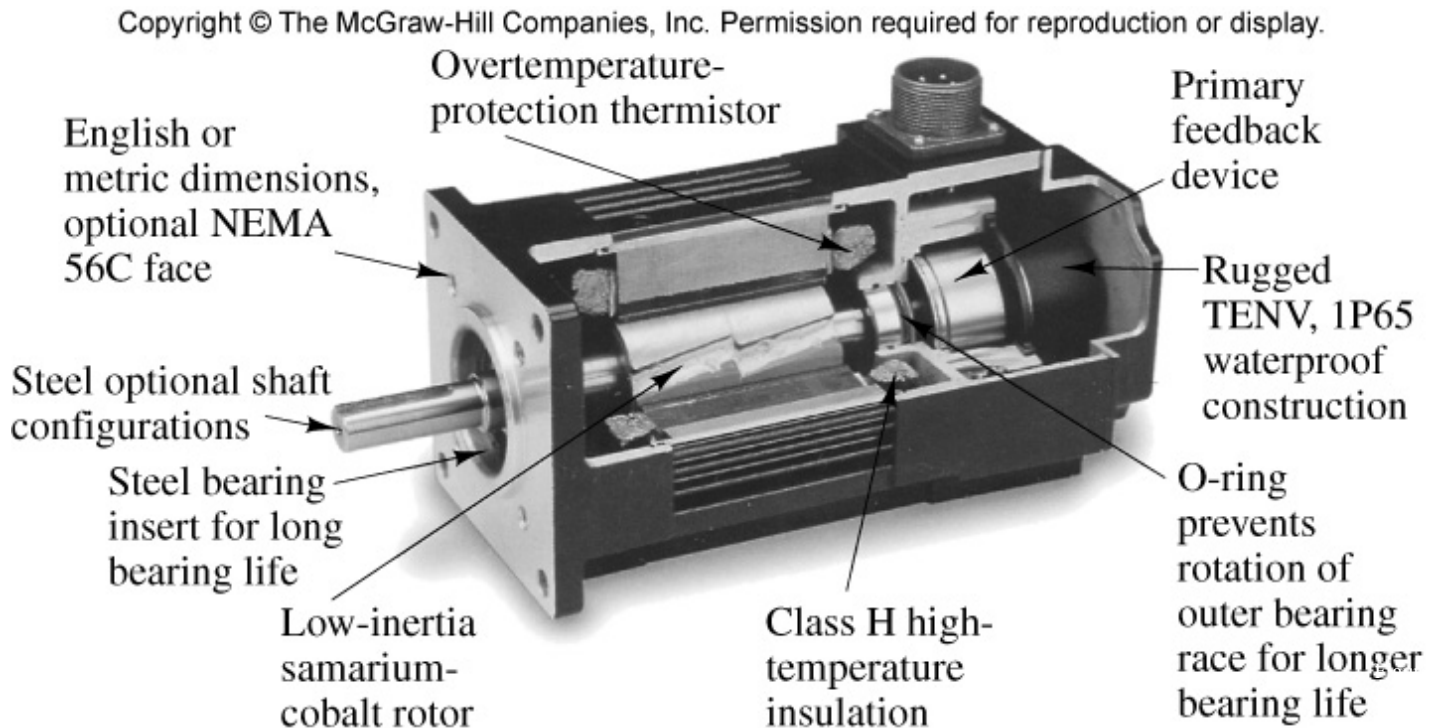 Copyright © The McGraw-Hill Companies, Inc. Permission required for reproduction or display.
Overtemperature-
protection thermistor
Primary
feedback
device
English or
metric dimensions,
optional NEMA
56C face
Rugged
TENV, 1P65
waterproof
construction
Steel optional shaft
configurations
Steel bearing
insert for long
bearing life
O-ring
prevents
rotation of
outer bearing
race for longer
bearing life
Low-inertia
samarium-
cobalt rotor
Class H high-
temperature
insulation